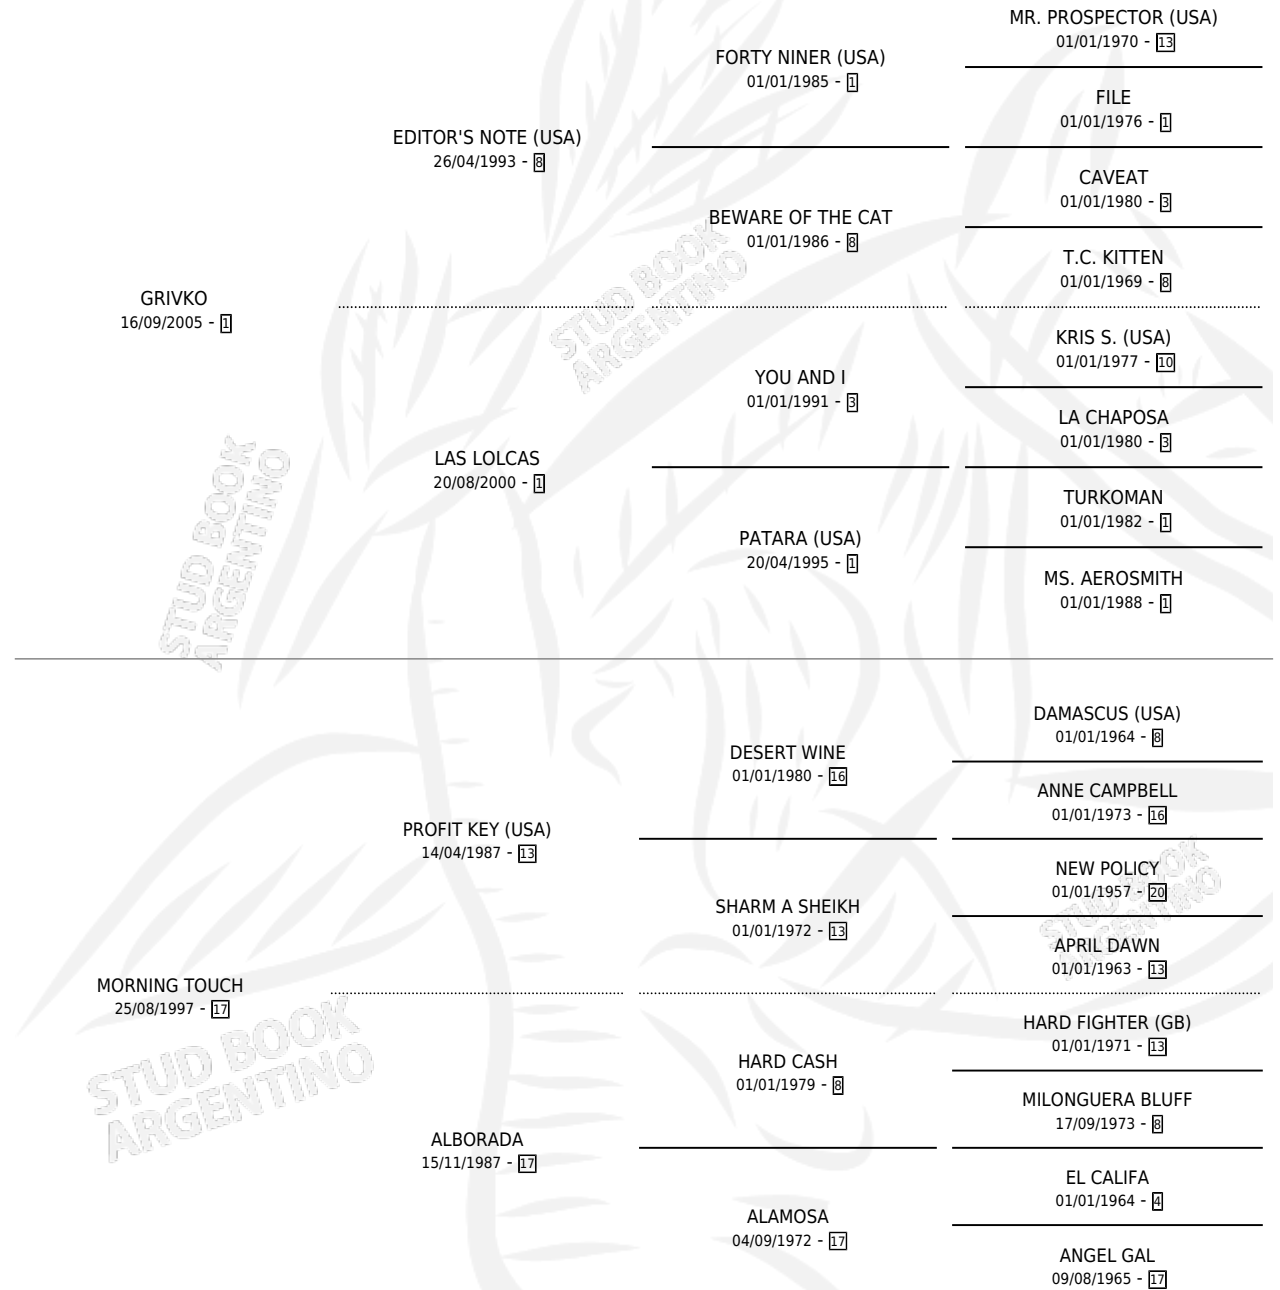 MR. PROSPECTOR (USA)
01/01/1970 - 13
FORTY NINER (USA)
01/01/1985 - 1
FILE
01/01/1976 - 1
EDITOR'S NOTE (USA)
26/04/1993 - 8
CAVEAT
01/01/1980 - 3
BEWARE OF THE CAT
01/01/1986 - 8
T.C. KITTEN
01/01/1969 - 8
GRIVKO
16/09/2005 - 1
KRIS S. (USA)
01/01/1977 - 10
YOU AND I
01/01/1991 - 3
LA CHAPOSA
01/01/1980 - 3
LAS LOLCAS
20/08/2000 - 1
TURKOMAN
01/01/1982 - 1
PATARA (USA)
20/04/1995 - 1
MS. AEROSMITH
01/01/1988 - 1
STUD BOOK
ARGENTINO
STUD BOOK
ARGENTINO
DAMASCUS (USA)
01/01/1964 - 8
DESERT WINE
01/01/1980 - 16
ANNE CAMPBELL
01/01/1973 - 16
PROFIT KEY (USA)
14/04/1987 - 13
NEW POLICY
01/01/1957 - 20
SHARM A SHEIKH
01/01/1972 - 13
APRIL DAWN
01/01/1963 - 13
MORNING TOUCH
25/08/1997 - 17
HARD FIGHTER (GB)
01/01/1971 - 13
HARD CASH
01/01/1979 - 8
MILONGUERA BLUFF
17/09/1973 - 8
ALBORADA
15/11/1987 - 17
EL CALIFA
01/01/1964 - 4
ALAMOSA
04/09/1972 - 17
ANGEL GAL
09/08/1965 - 17
STUD BOOK
ARGENTINO
STUD BOOK
ARGENTINO